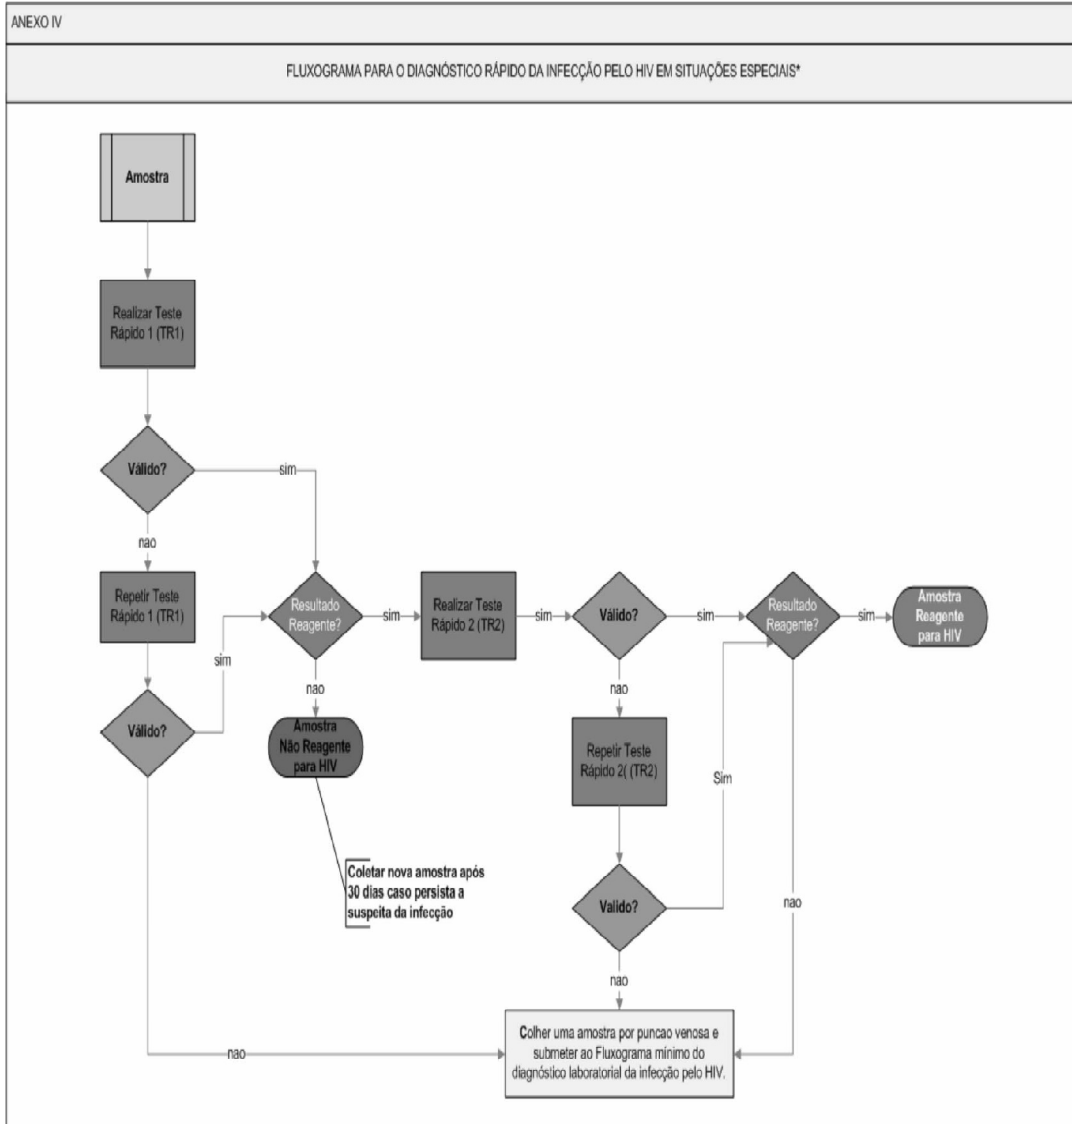 ANEXO IV
FLUXOGRAMA PARA O DIAGNÓSTICO RÁPIDO DA INFECÇÃO PELO HIV EM SITUAÇÕES ESPECIAIS*
Amostra
Realizar Teste
Rápido 1 (TR1)
Válido?
sim
nao
Repetir Teste
Rápido 1 (TR1)
sim
Válido?
nao
Resultado
Reagente?
sim
nao
Amostra
Não Reagente
para HIV
Coletar nova amostra após
30 dias caso persista a
suspeita da infecção
Realizar Teste
Rápido 2 (TR2)
sim
Válido?
sim
nao
Repetir Teste
Rápido 2( (TR2)
Sim
Valido?
nao
Resultado
Reagente?
sim
nao
Amostra
Reagente
para HIV
Colher uma amostra por puncao venosa e
submeter ao Fluxograma mínimo do
diagnóstico laboratorial da infecção pelo HIV.